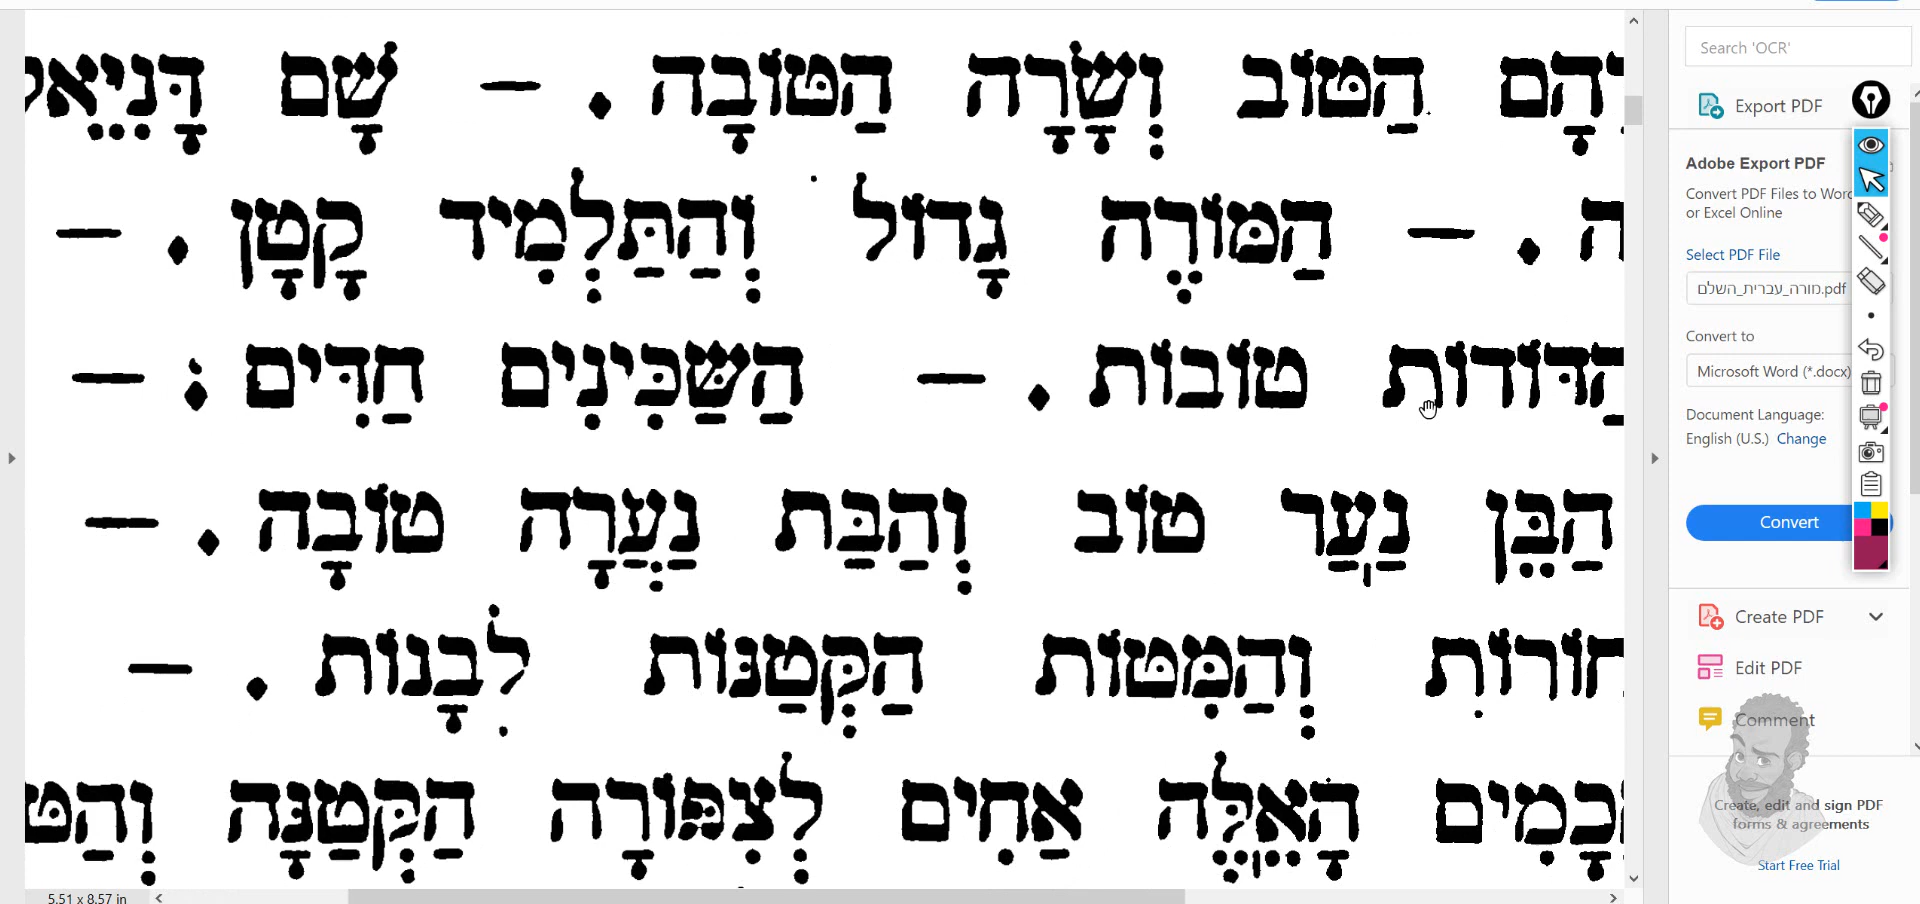 הָם הַטּוֹב וְשָׂרָה הַטּוֹבָה . — שָׁם דָּנִיֵּאל
ה . — הַמּוֹרֶה גָדוֹל וְהַתַּלְמִיד קָטָן . —
הַדּוֹדוֹת טוֹבוֹת . — הַשַּׂכִּינִים חַדִּים : —
הַבֵּן נַעַר טוֹב וְהַבַּת נַעֲרָה טוֹבָה . —
חוֹרוֹת וְהַמִּטּוֹת הַקְּטַנּוֹת לְבָנוֹת . —
כָמִים הָאֵלֶּה אַחִים לְצִפּוֹרָה הַקְּטַנָּה וְהַטּ
5.51 x 8.57 in
Search 'OCR'
Export PDF
Adobe Export PDF
Convert PDF Files to Word
or Excel Online
Select PDF File
מורה_עברית_השלם.pdf
Convert to
Microsoft Word (*.docx)
Document Language:
English (U.S.) Change
Convert
Create PDF
Edit PDF
Comment
Create, edit and sign PDF
forms & agreements
Start Free Trial